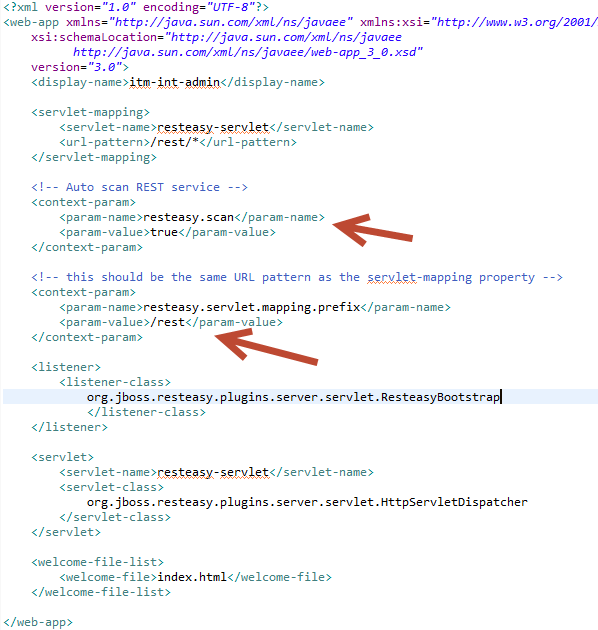 <?xml version="1.0" encoding="UTF-8"?>
<web-app xmlns="http://java.sun.com/xml/ns/javaee" xmlns:xsi="http://www.w3.org/2001/
xsi:schemaLocation="http://java.sun.com/xml/ns/javaee
http://java.sun.com/xml/ns/javaee/web-app_3_0.xsd"
version="3.0">
<display-name>itm-int-admin</display-name>
<servlet-mapping>
<servlet-name>resteasy-servlet</servlet-name>
<url-pattern>/rest/*</url-pattern>
</servlet-mapping>
<!-- Auto scan REST service -->
<context-param>
<param-name>resteasy.scan</param-name>
<param-value>true</param-value>
</context-param>
<!-- this should be the same URL pattern as the servlet-mapping property -->
<context-param>
<param-name>resteasy.servlet.mapping.prefix</param-name>
<param-value>/rest</param-value>
</context-param>
<listener>
<listener-class>
org.jboss.resteasy.plugins.server.servlet.ResteasyBootstrap
</listener-class>
</listener>
<servlet>
<servlet-name>resteasy-servlet</servlet-name>
<servlet-class>
org.jboss.resteasy.plugins.server.servlet.HttpServletDispatcher
</servlet-class>
</servlet>
<welcome-file-list>
<welcome-file>index.html</welcome-file>
</welcome-file-list>
</web-app>